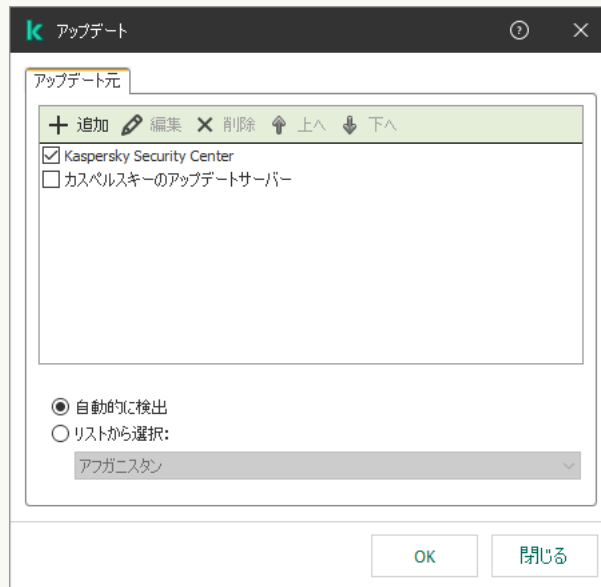 アップデート
アップデート元
追加 編集 削除 上へ 下へ
Kaspersky Security Center
カスペルスキーのアップデートサーバー
自動的に検出
リストから選択:
アフガニスタン
OK 閉じる